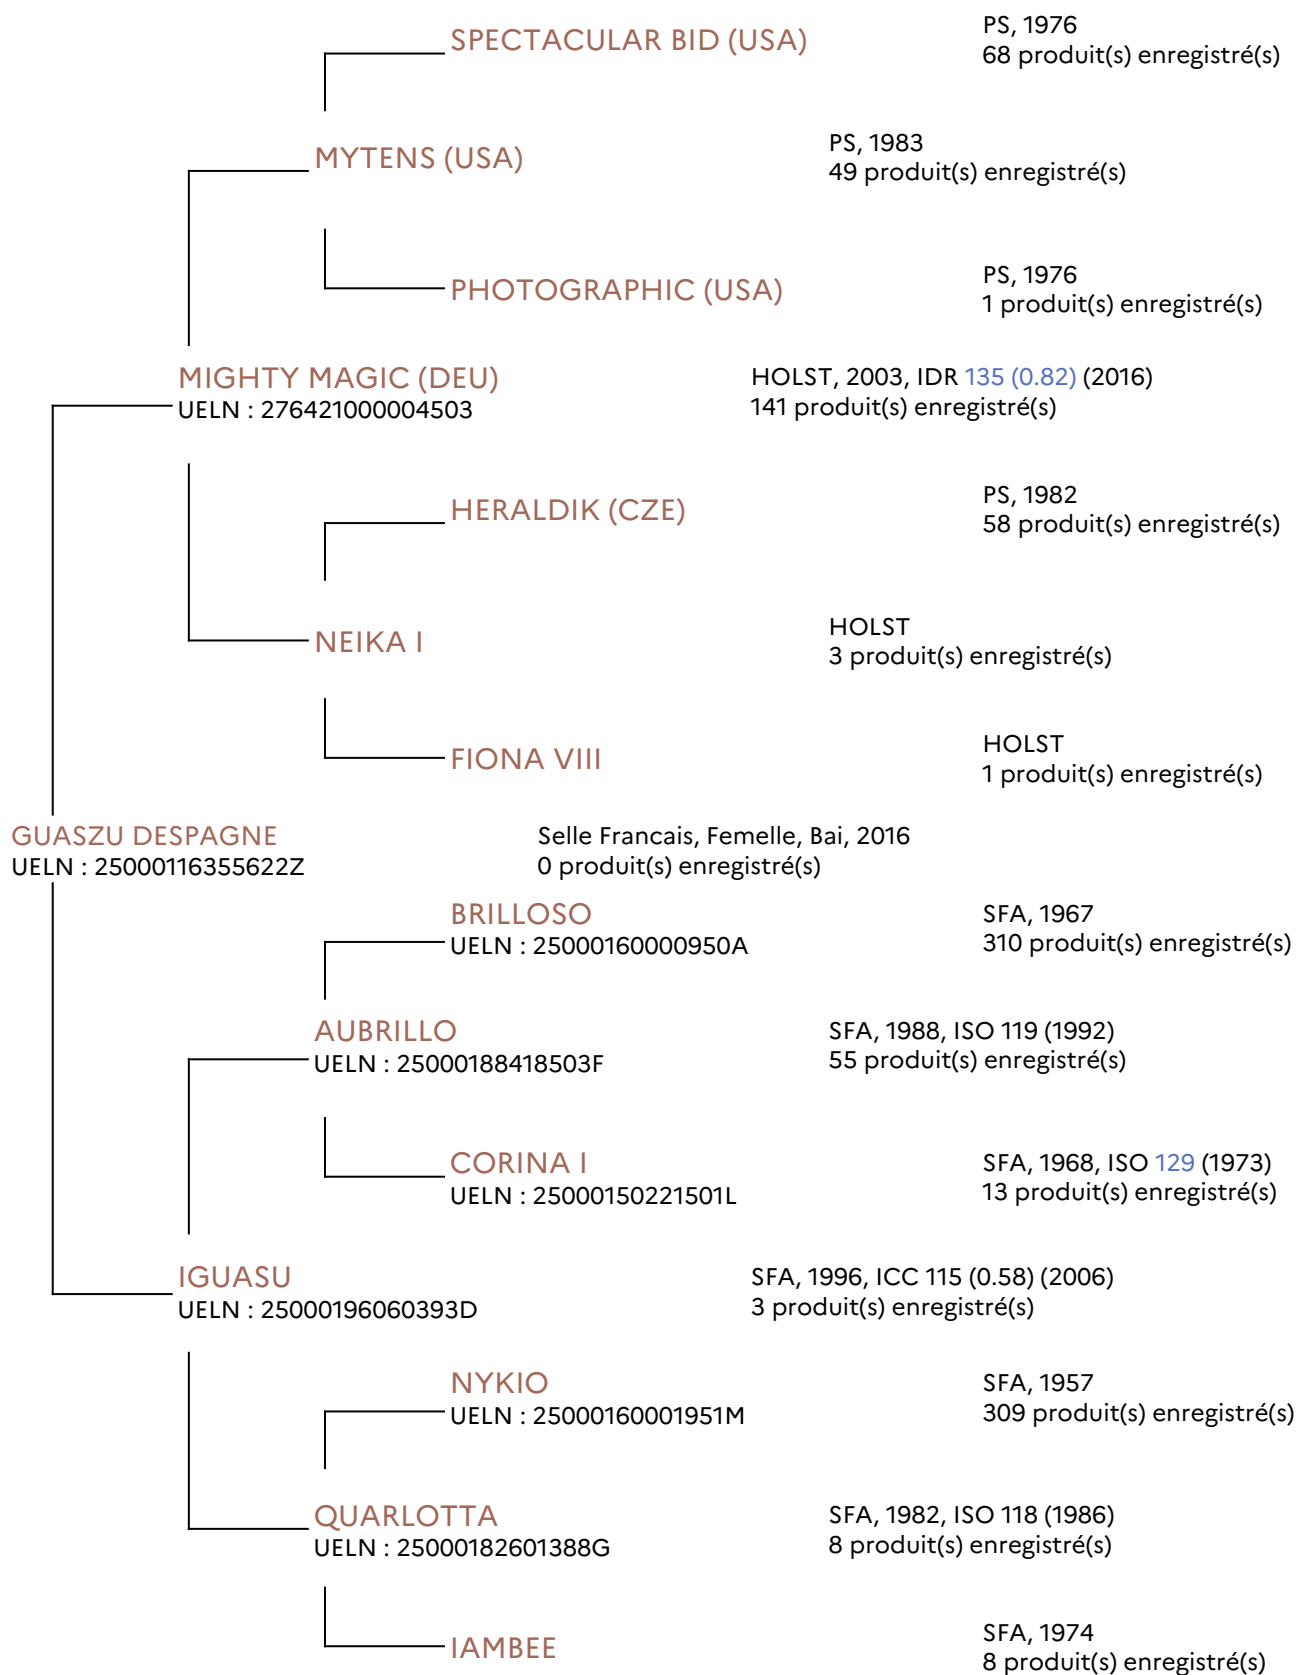 SPECTACULAR BID (USA)
PS, 1976
68 produit(s) enregistré(s)
MYTENS (USA)
PS, 1983
49 produit(s) enregistré(s)
PHOTOGRAPHIC (USA)
PS, 1976
1 produit(s) enregistré(s)
MIGHTY MAGIC (DEU)
UELN : 276421000004503
HOLST, 2003, IDR 135 (0.82) (2016)
141 produit(s) enregistré(s)
HERALDIK (CZE)
PS, 1982
58 produit(s) enregistré(s)
NEIKA I
HOLST
3 produit(s) enregistré(s)
FIONA VIII
HOLST
1 produit(s) enregistré(s)
GUASZU DESPAGNE
UELN : 25000116355622Z
Selle Francais, Femelle, Bai, 2016
0 produit(s) enregistré(s)
BRILLOSO
UELN : 25000160000950A
SFA, 1967
310 produit(s) enregistré(s)
AUBRILLO
UELN : 25000188418503F
SFA, 1988, ISO 119 (1992)
55 produit(s) enregistré(s)
CORINA I
UELN : 25000150221501L
SFA, 1968, ISO 129 (1973)
13 produit(s) enregistré(s)
IGUASU
UELN : 25000196060393D
SFA, 1996, ICC 115 (0.58) (2006)
3 produit(s) enregistré(s)
NYKIO
UELN : 25000160001951M
SFA, 1957
309 produit(s) enregistré(s)
QUARLOTTA
UELN : 25000182601388G
SFA, 1982, ISO 118 (1986)
8 produit(s) enregistré(s)
IAMBEE
SFA, 1974
8 produit(s) enregistré(s)